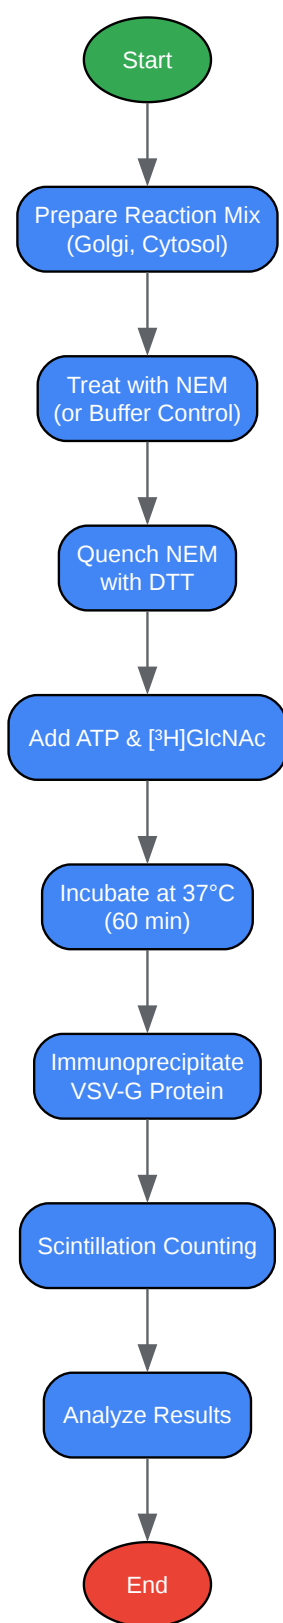 Start
Prepare Reaction Mix
(Golgi, Cytosol)
Treat with NEM
(or Buffer Control)
Quench NEM
with DTT
Add ATP & [³H]GlcNAc
Incubate at 37°C
(60 min)
Immunoprecipitate
VSV-G Protein
Scintillation Counting
Analyze Results
End